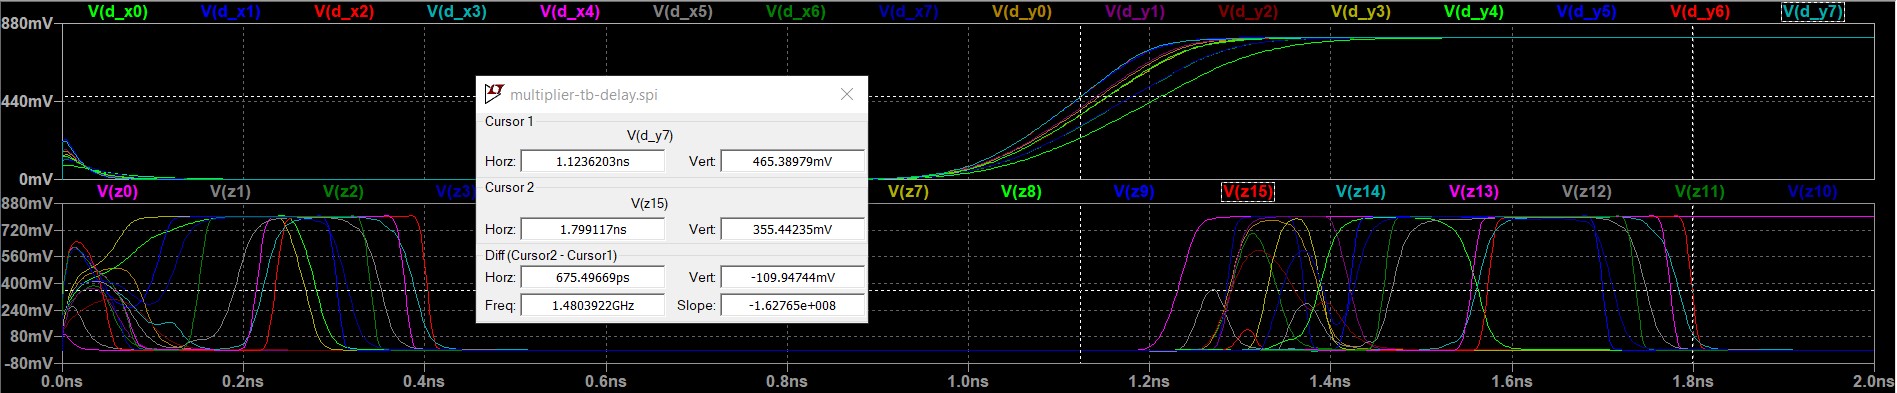 V(d_x0) V(d_x1) V(d_x2) V(d_x3) V(d_x4) V(d_x5) V(d_x6) V(d_x7) V(d_y0) V(d_y1) V(d_y2) V(d_y3) V(d_y4) V(d_y5) V(d_y6) V(d_y7)
880mV
440mV
0mV
multiplier-tb-delay.spi
Cursor 1
V(d_y7)
Horz: 1.1236203ns Vert: 465.38979mV
Cursor 2
V(z15)
Horz: 1.799117ns Vert: 355.44235mV
Diff (Cursor2 - Cursor1)
Horz: 675.49669ps Vert: -109.94744mV
Freq: 1.4803922GHz Slope: -1.62765e+008
V(z0) V(z1) V(z2) V(z3) V(z7) V(z8) V(z9) V(z15) V(z14) V(z13) V(z12) V(z11) V(z10)
880mV
720mV
560mV
400mV
240mV
80mV
-80mV
0.0ns 0.2ns 0.4ns 0.6ns 0.8ns 1.0ns 1.2ns 1.4ns 1.6ns 1.8ns 2.0ns